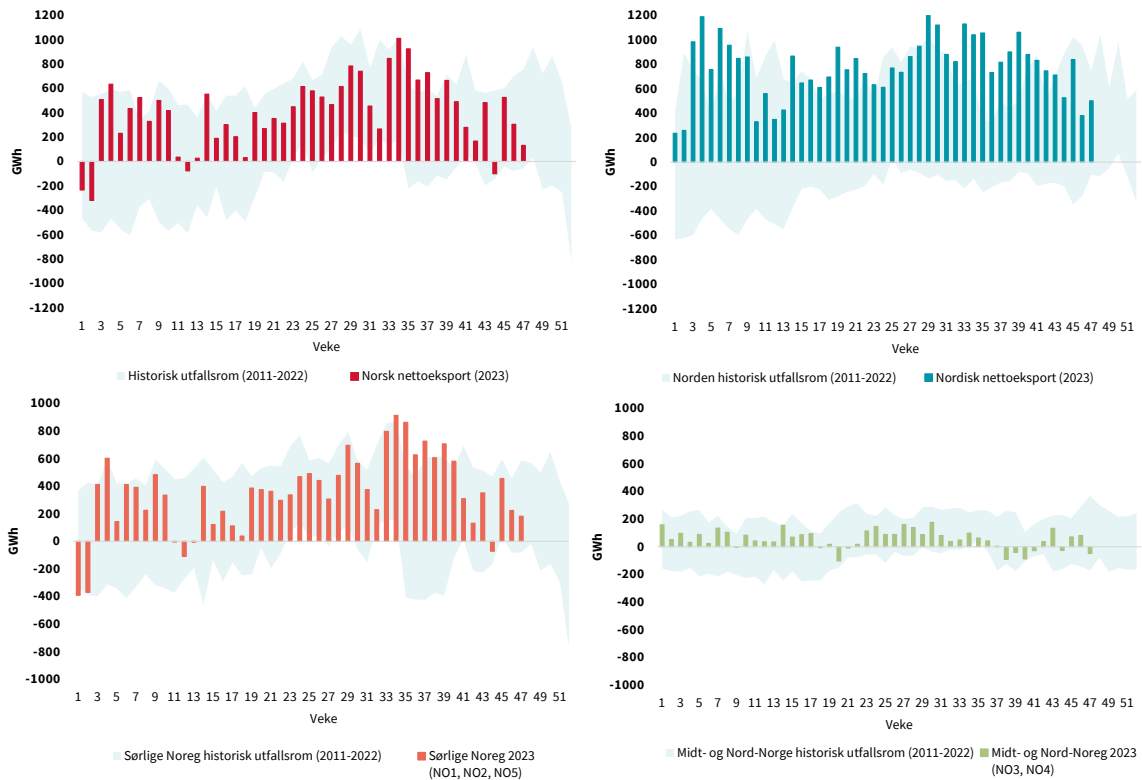 1200
1000
800
600
400
200
0
-200
-400
-600
-800
-1000
-1200
GWh
1 3 5 7 9 11 13 15 17 19 21 23 25 27 29 31 33 35 37 39 41 43 45 47 49 51
Veke
Historisk utfallsrom (2011-2022) Norsk nettoeksport (2023)
1200
1000
800
600
400
200
0
-200
-400
-600
-800
-1000
-1200
GWh
1 3 5 7 9 11 13 15 17 19 21 23 25 27 29 31 33 35 37 39 41 43 45 47 49 51
Veke
Norden historisk utfallsrom (2011-2022) Nordisk nettoeksport (2023)
1000
800
600
400
200
0
-200
-400
-600
-800
-1000
GWh
1 3 5 7 9 11 13 15 17 19 21 23 25 27 29 31 33 35 37 39 41 43 45 47 49 51
Veke
Sørlige Noreg historisk utfallsrom (2011-2022) Sørlige Noreg 2023
(NO1, NO2, NO5)
1000
800
600
400
200
0
-200
-400
-600
-800
-1000
GWh
1 3 5 7 9 11 13 15 17 19 21 23 25 27 29 31 33 35 37 39 41 43 45 47 49 51
Veke
Midt- og Nord-Norge historisk utfallsrom (2011-2022) Midt- og Nord-Noreg 2023
(NO3, NO4)